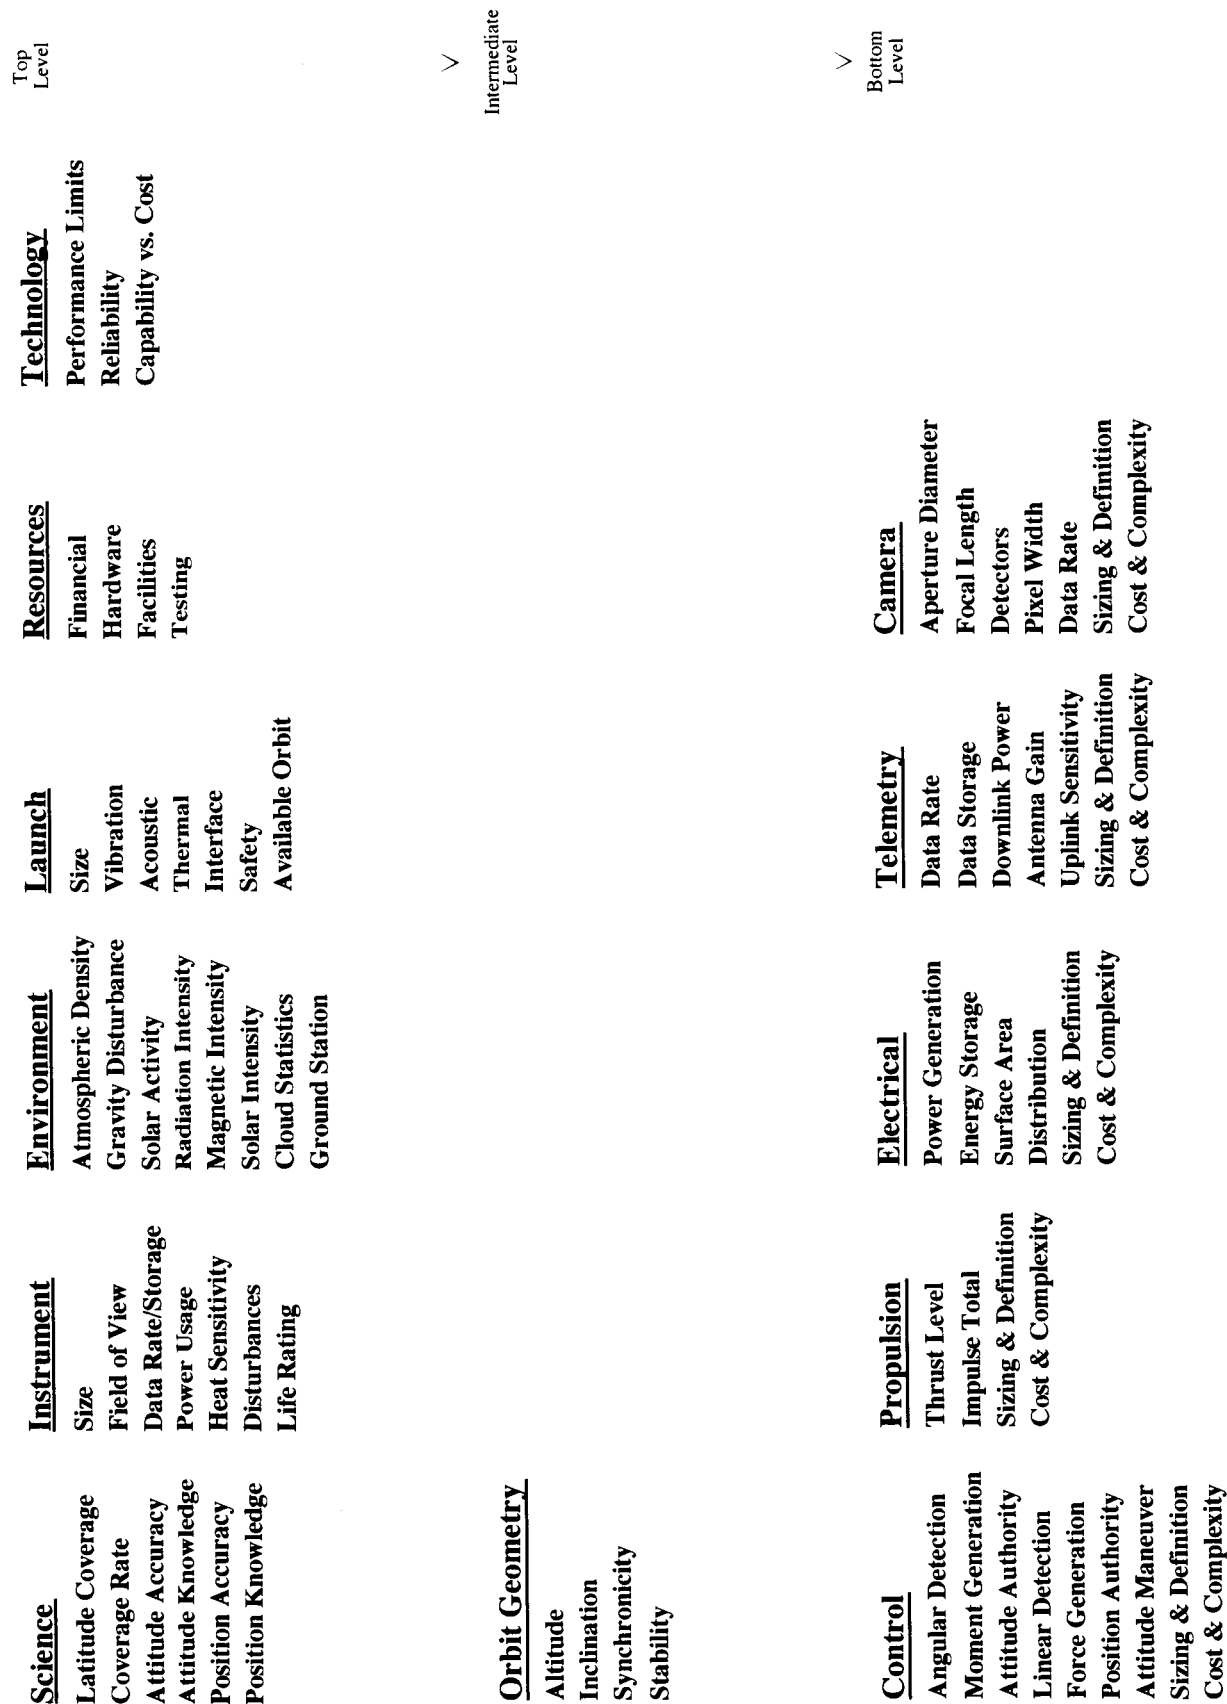 Science
Latitude Coverage
Coverage Rate
Attitude Accuracy
Attitude Knowledge
Position Accuracy
Position Knowledge
Instrument
Size
Field of View
Data Rate/Storage
Power Usage
Heat Sensitivity
Disturbances
Life Rating
Environment
Atmospheric Density
Gravity Disturbance
Solar Activity
Radiation Intensity
Magnetic Intensity
Solar Intensity
Cloud Statistics
Ground Station
Launch
Size
Vibration
Acoustic
Thermal
Interface
Safety
Available Orbit
Resources
Financial
Hardware
Facilities
Testing
Technology
Performance Limits
Reliability
Capability vs. Cost
Top
Level
Orbit Geometry
Altitude
Inclination
Synchronicity
Stability
Intermediate
Level
Control
Angular Detection
Moment Generation
Attitude Authority
Linear Detection
Force Generation
Position Authority
Attitude Maneuver
Sizing & Definition
Cost & Complexity
Propulsion
Thrust Level
Impulse Total
Sizing & Definition
Cost & Complexity
Electrical
Power Generation
Energy Storage
Surface Area
Distribution
Sizing & Definition
Cost & Complexity
Telemetry
Data Rate
Data Storage
Downlink Power
Antenna Gain
Uplink Sensitivity
Sizing & Definition
Cost & Complexity
Camera
Aperture Diameter
Focal Length
Detectors
Pixel Width
Data Rate
Sizing & Definition
Cost & Complexity
Bottom
Level